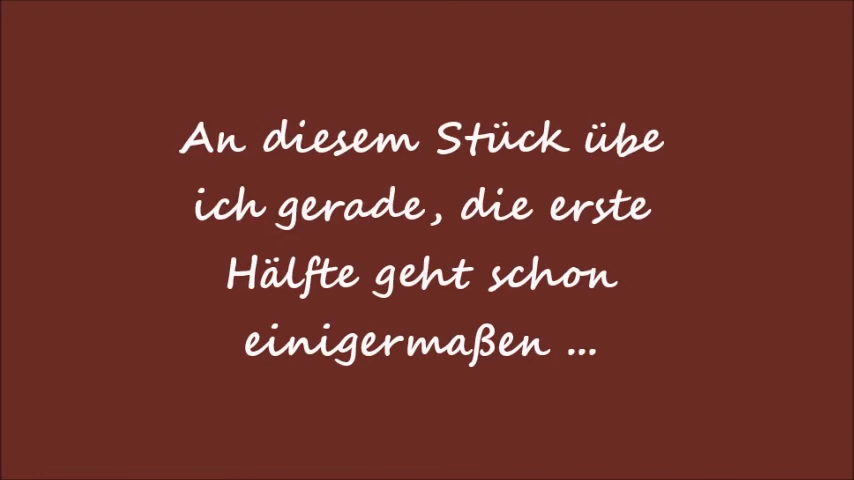 An diesem Stück übe
ich gerade, die erste
Hälfte geht schon
einigermaßen ...